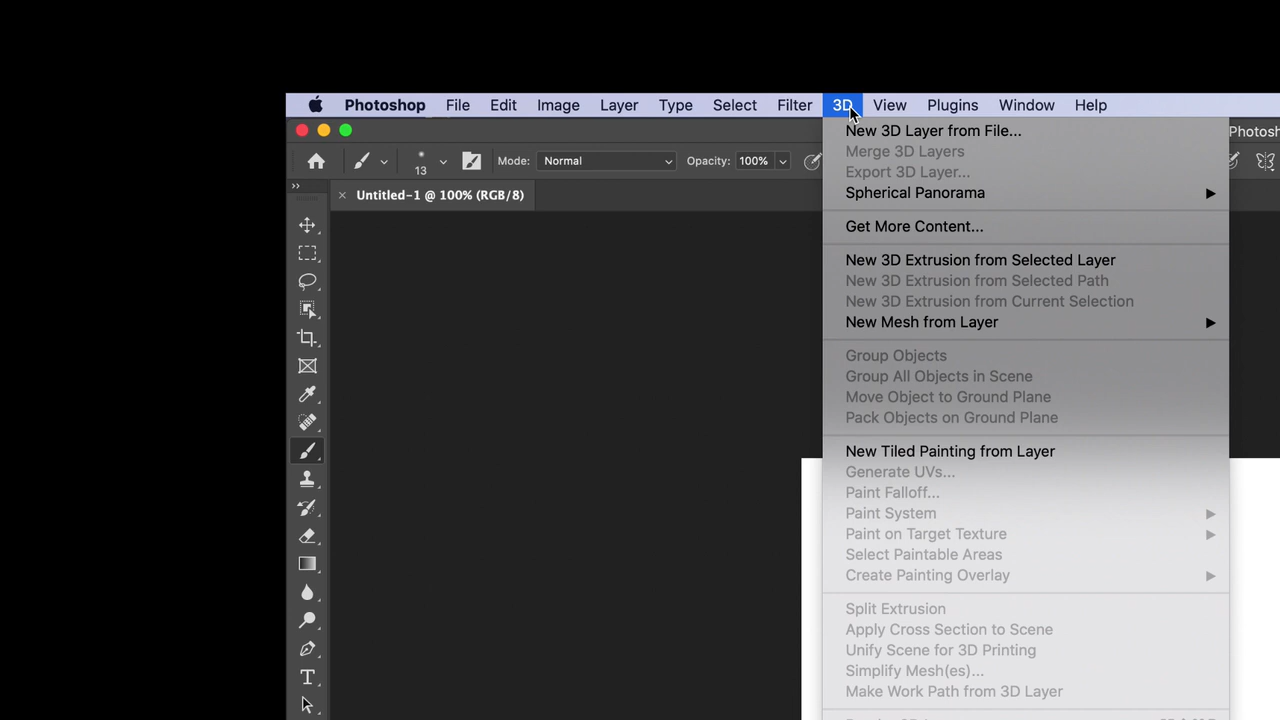 Photoshop File Edit Image Layer Type Select Filter 3D View Plugins Window Help
Photosh
13 Mode: Normal Opacity: 100%
Untitled-1 @ 100% (RGB/8)
New 3D Layer from File...
Merge 3D Layers
Export 3D Layer...
Spherical Panorama
Get More Content...
New 3D Extrusion from Selected Layer
New 3D Extrusion from Selected Path
New 3D Extrusion from Current Selection
New Mesh from Layer
Group Objects
Group All Objects in Scene
Move Object to Ground Plane
Pack Objects on Ground Plane
New Tiled Painting from Layer
Generate UVs...
Paint Falloff...
Paint System
Paint on Target Texture
Select Paintable Areas
Create Painting Overlay
Split Extrusion
Apply Cross Section to Scene
Unify Scene for 3D Printing
Simplify Mesh(es)...
Make Work Path from 3D Layer